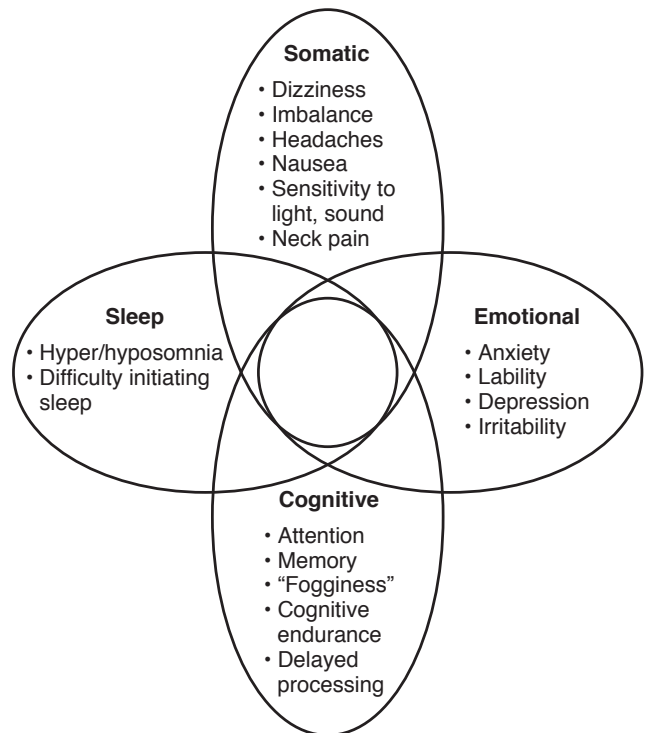 Somatic
• Dizziness
• Imbalance
• Headaches
• Nausea
• Sensitivity to
light, sound
• Neck pain
Sleep
• Hyper/hyposomnia
• Difficulty initiating
sleep
Emotional
• Anxiety
• Lability
• Depression
• Irritability
Cognitive
• Attention
• Memory
• “Fogginess”
• Cognitive
endurance
• Delayed
processing